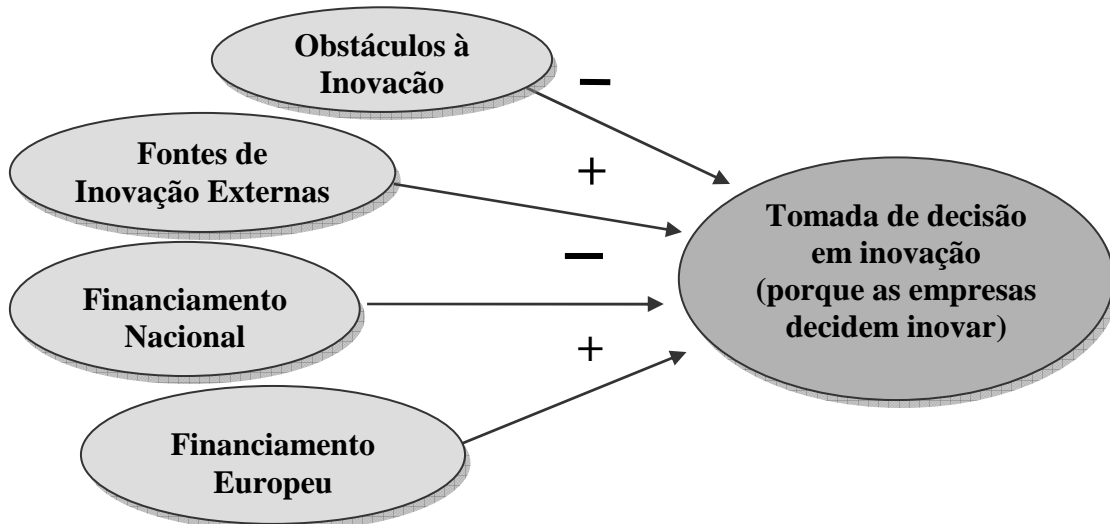 Obstáculos à
Inovacão
−
Fontes de
Inovação Externas
+
Tomada de decisão
em inovação
(porque as empresas
decidem inovar)
−
Financiamento
Nacional
+
Financiamento
Europeu